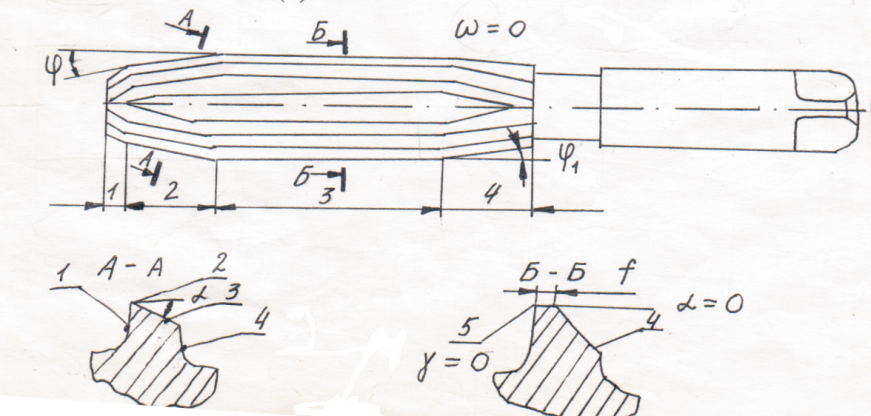 А Б ω = 0
φ
А Б φ₁
1 2 3 4
А - А Б - Б f
1 2 α 3 4
5 4 α = 0
γ = 0